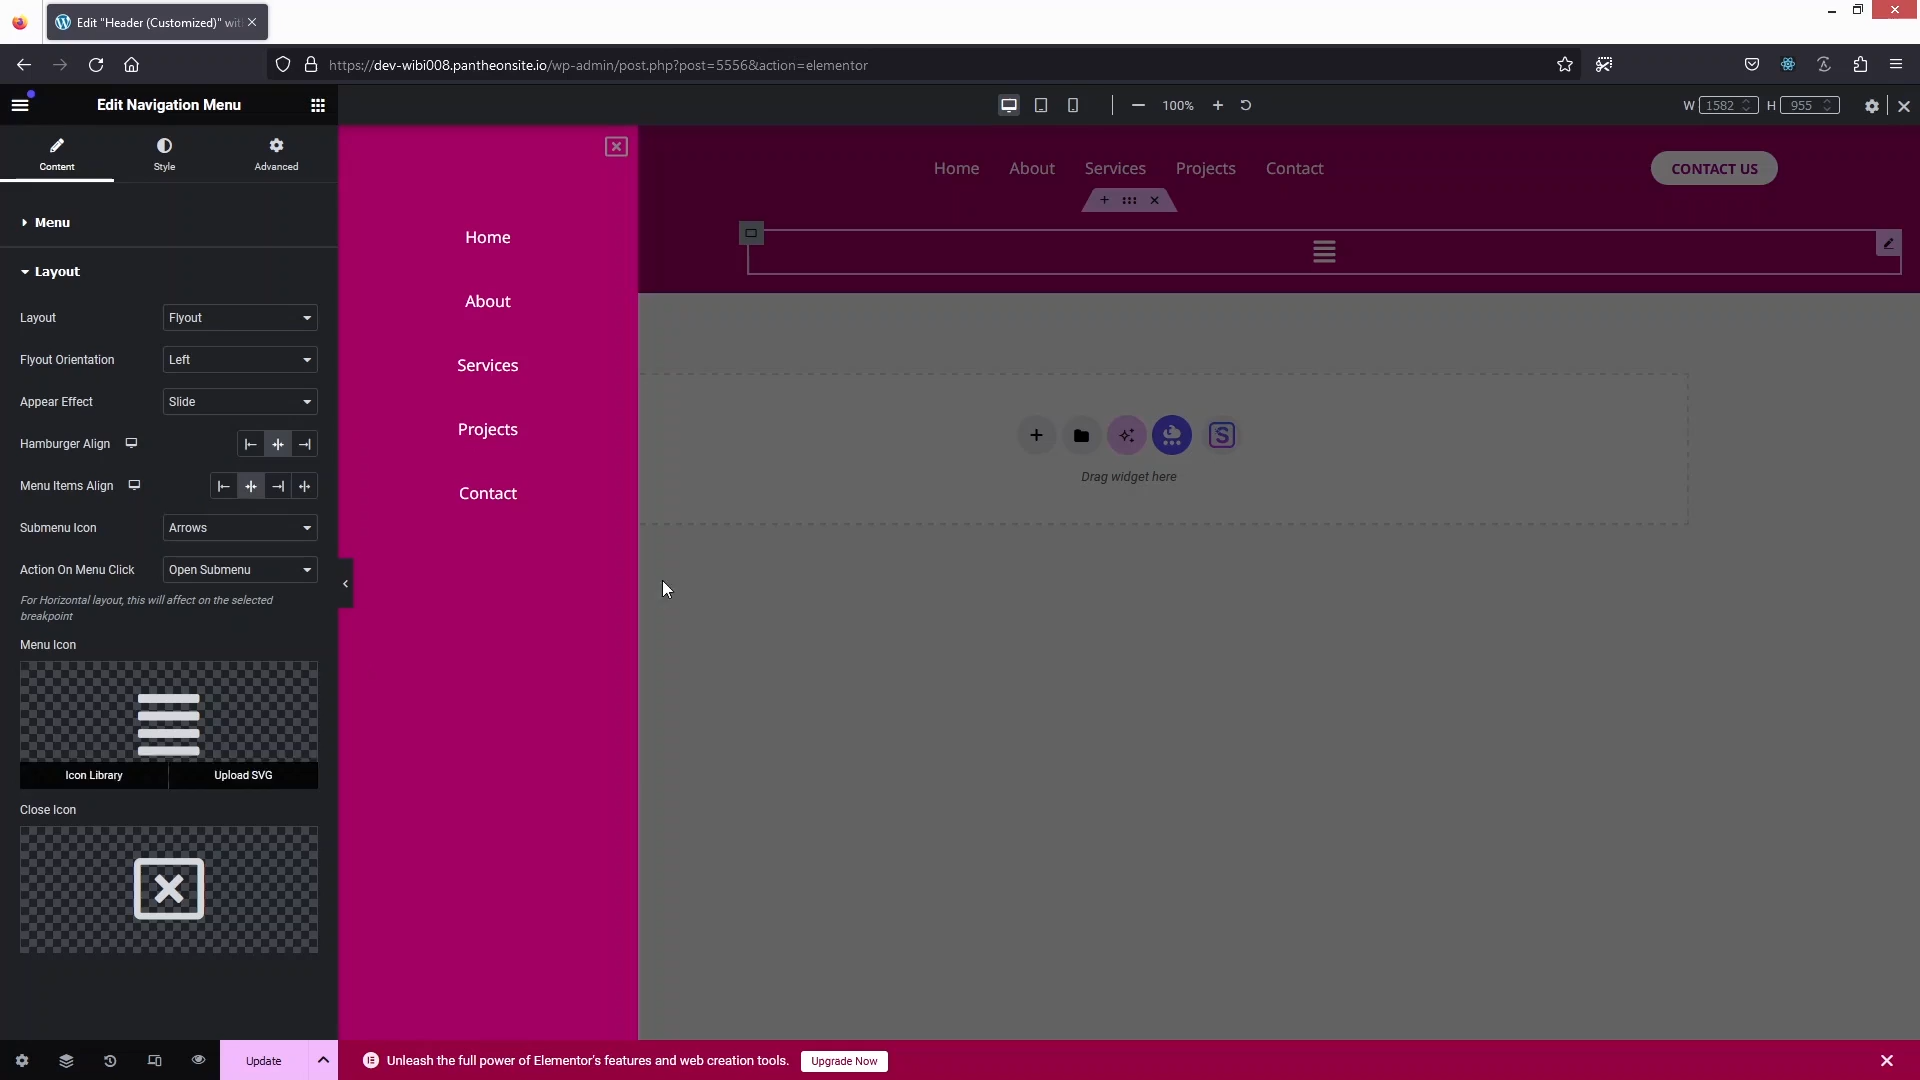 Edit "Header (Customized)" wit
https://dev-wibi008.pantheonsite.io/wp-admin/post.php?post=5556&action=elementor
Edit Navigation Menu
100%
W 1582 H 955
Content
Style
Advanced
Menu
Layout
Layout
Flyout
Flyout Orientation
Left
Appear Effect
Slide
Hamburger Align
Menu Items Align
Submenu Icon
Arrows
Action On Menu Click
Open Submenu
For Horizontal layout, this will affect on the selected
breakpoint
Menu Icon
Icon Library
Upload SVG
Close Icon
Update
Home
About
Services
Projects
Contact
Home
About
Services
Projects
Contact
CONTACT US
Drag widget here
Unleash the full power of Elementor's features and web creation tools.
Upgrade Now